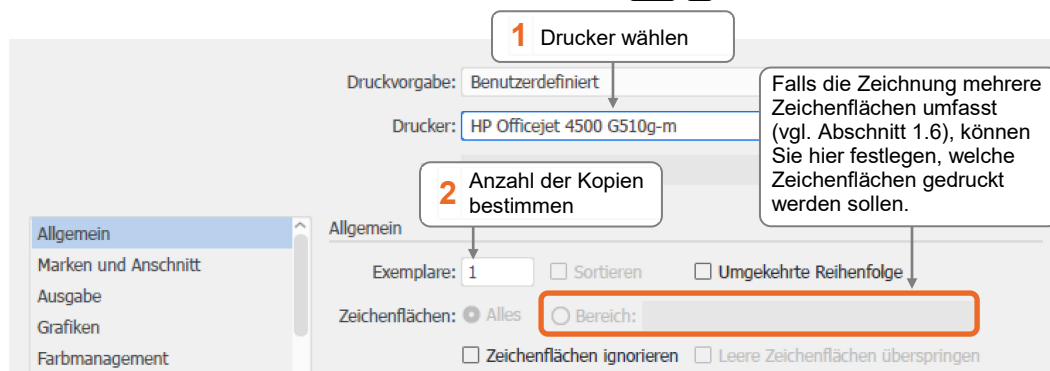 1 Drucker wählen
Druckvorgabe: Benutzerdefiniert
Drucker: HP Officejet 4500 G510g-m
Falls die Zeichnung mehrere
Zeichenflächen umfasst
(vgl. Abschnitt 1.6), können
Sie hier festlegen, welche
Zeichenflächen gedruckt
werden sollen.
2 Anzahl der Kopien
bestimmen
Allgemein
Marken und Anschnitt
Ausgabe
Grafiken
Farbmanagement
Allgemein
Exemplare: 1 Sortieren Umgekehrte Reihenfolge
Zeichenflächen: Alles Bereich:
Zeichenflächen ignorieren Leere Zeichenflächen überspringen